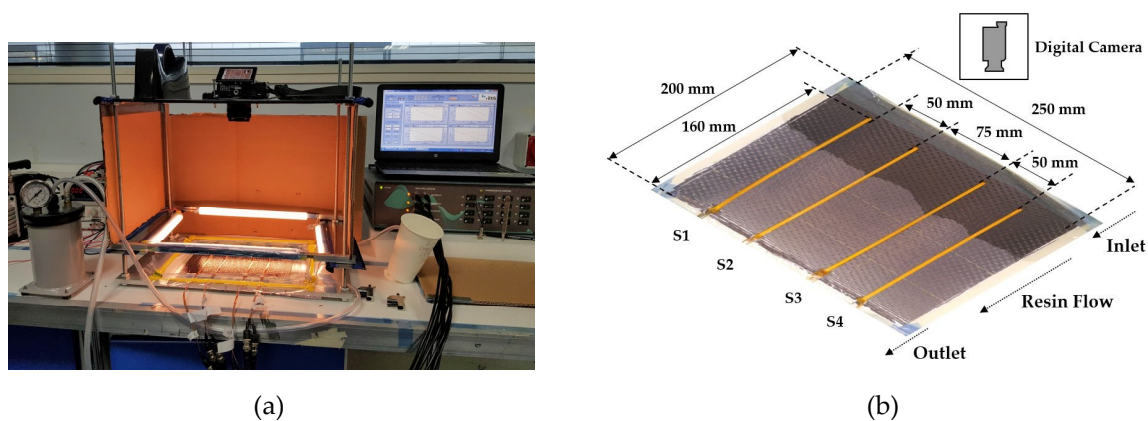 Digital Camera
200 mm
50 mm
250 mm
160 mm
75 mm
50 mm
S1
S2
S3
S4
Inlet
Resin Flow
Outlet
(a)
(b)